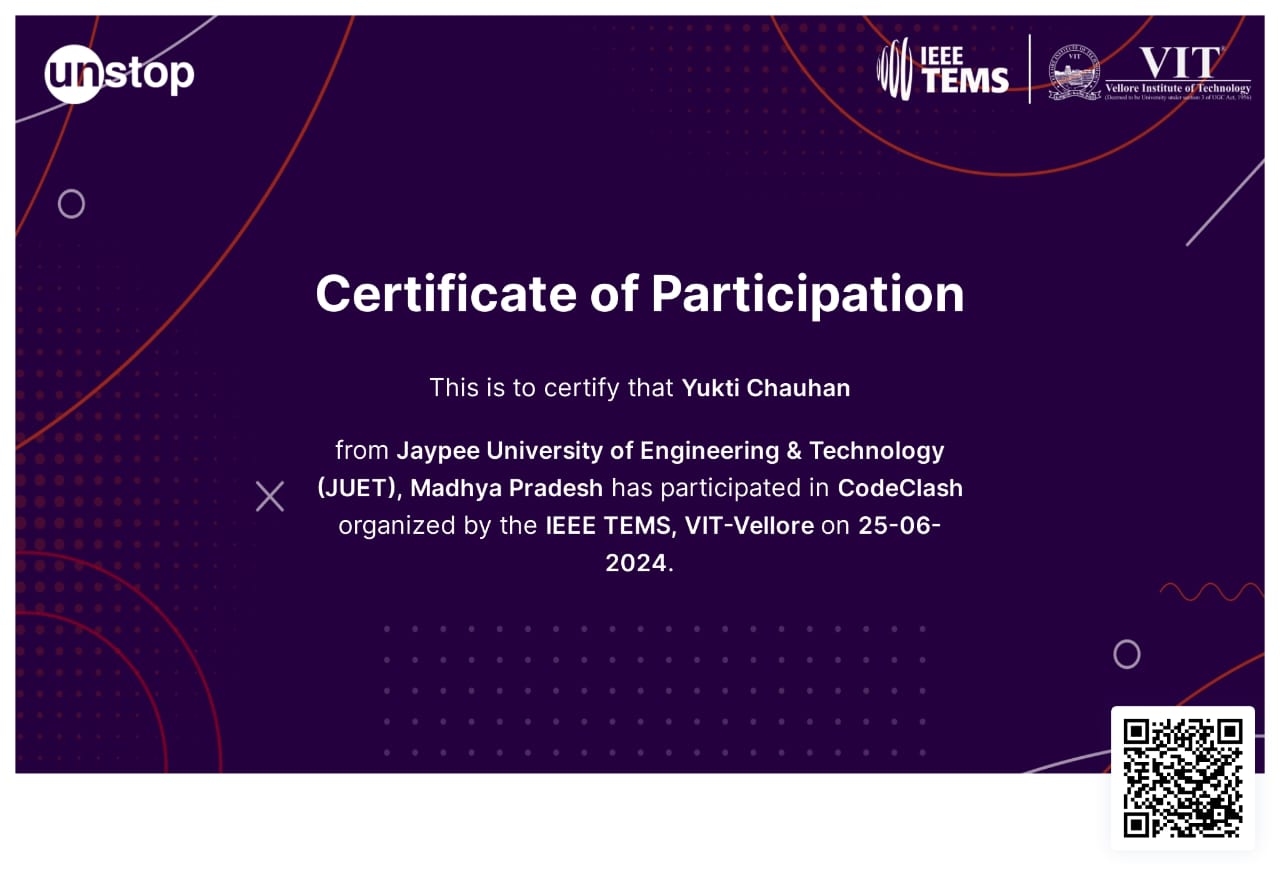 unstop
IEEE
TEMS
VIT
VIT®
Vellore Institute of Technology
(Deemed to be University under section 3 of UGC Act, 1956)
Certificate of Participation
This is to certify that Yukti Chauhan
from Jaypee University of Engineering & Technology
(JUET), Madhya Pradesh has participated in CodeClash
organized by the IEEE TEMS, VIT-Vellore on 25-06-
2024.